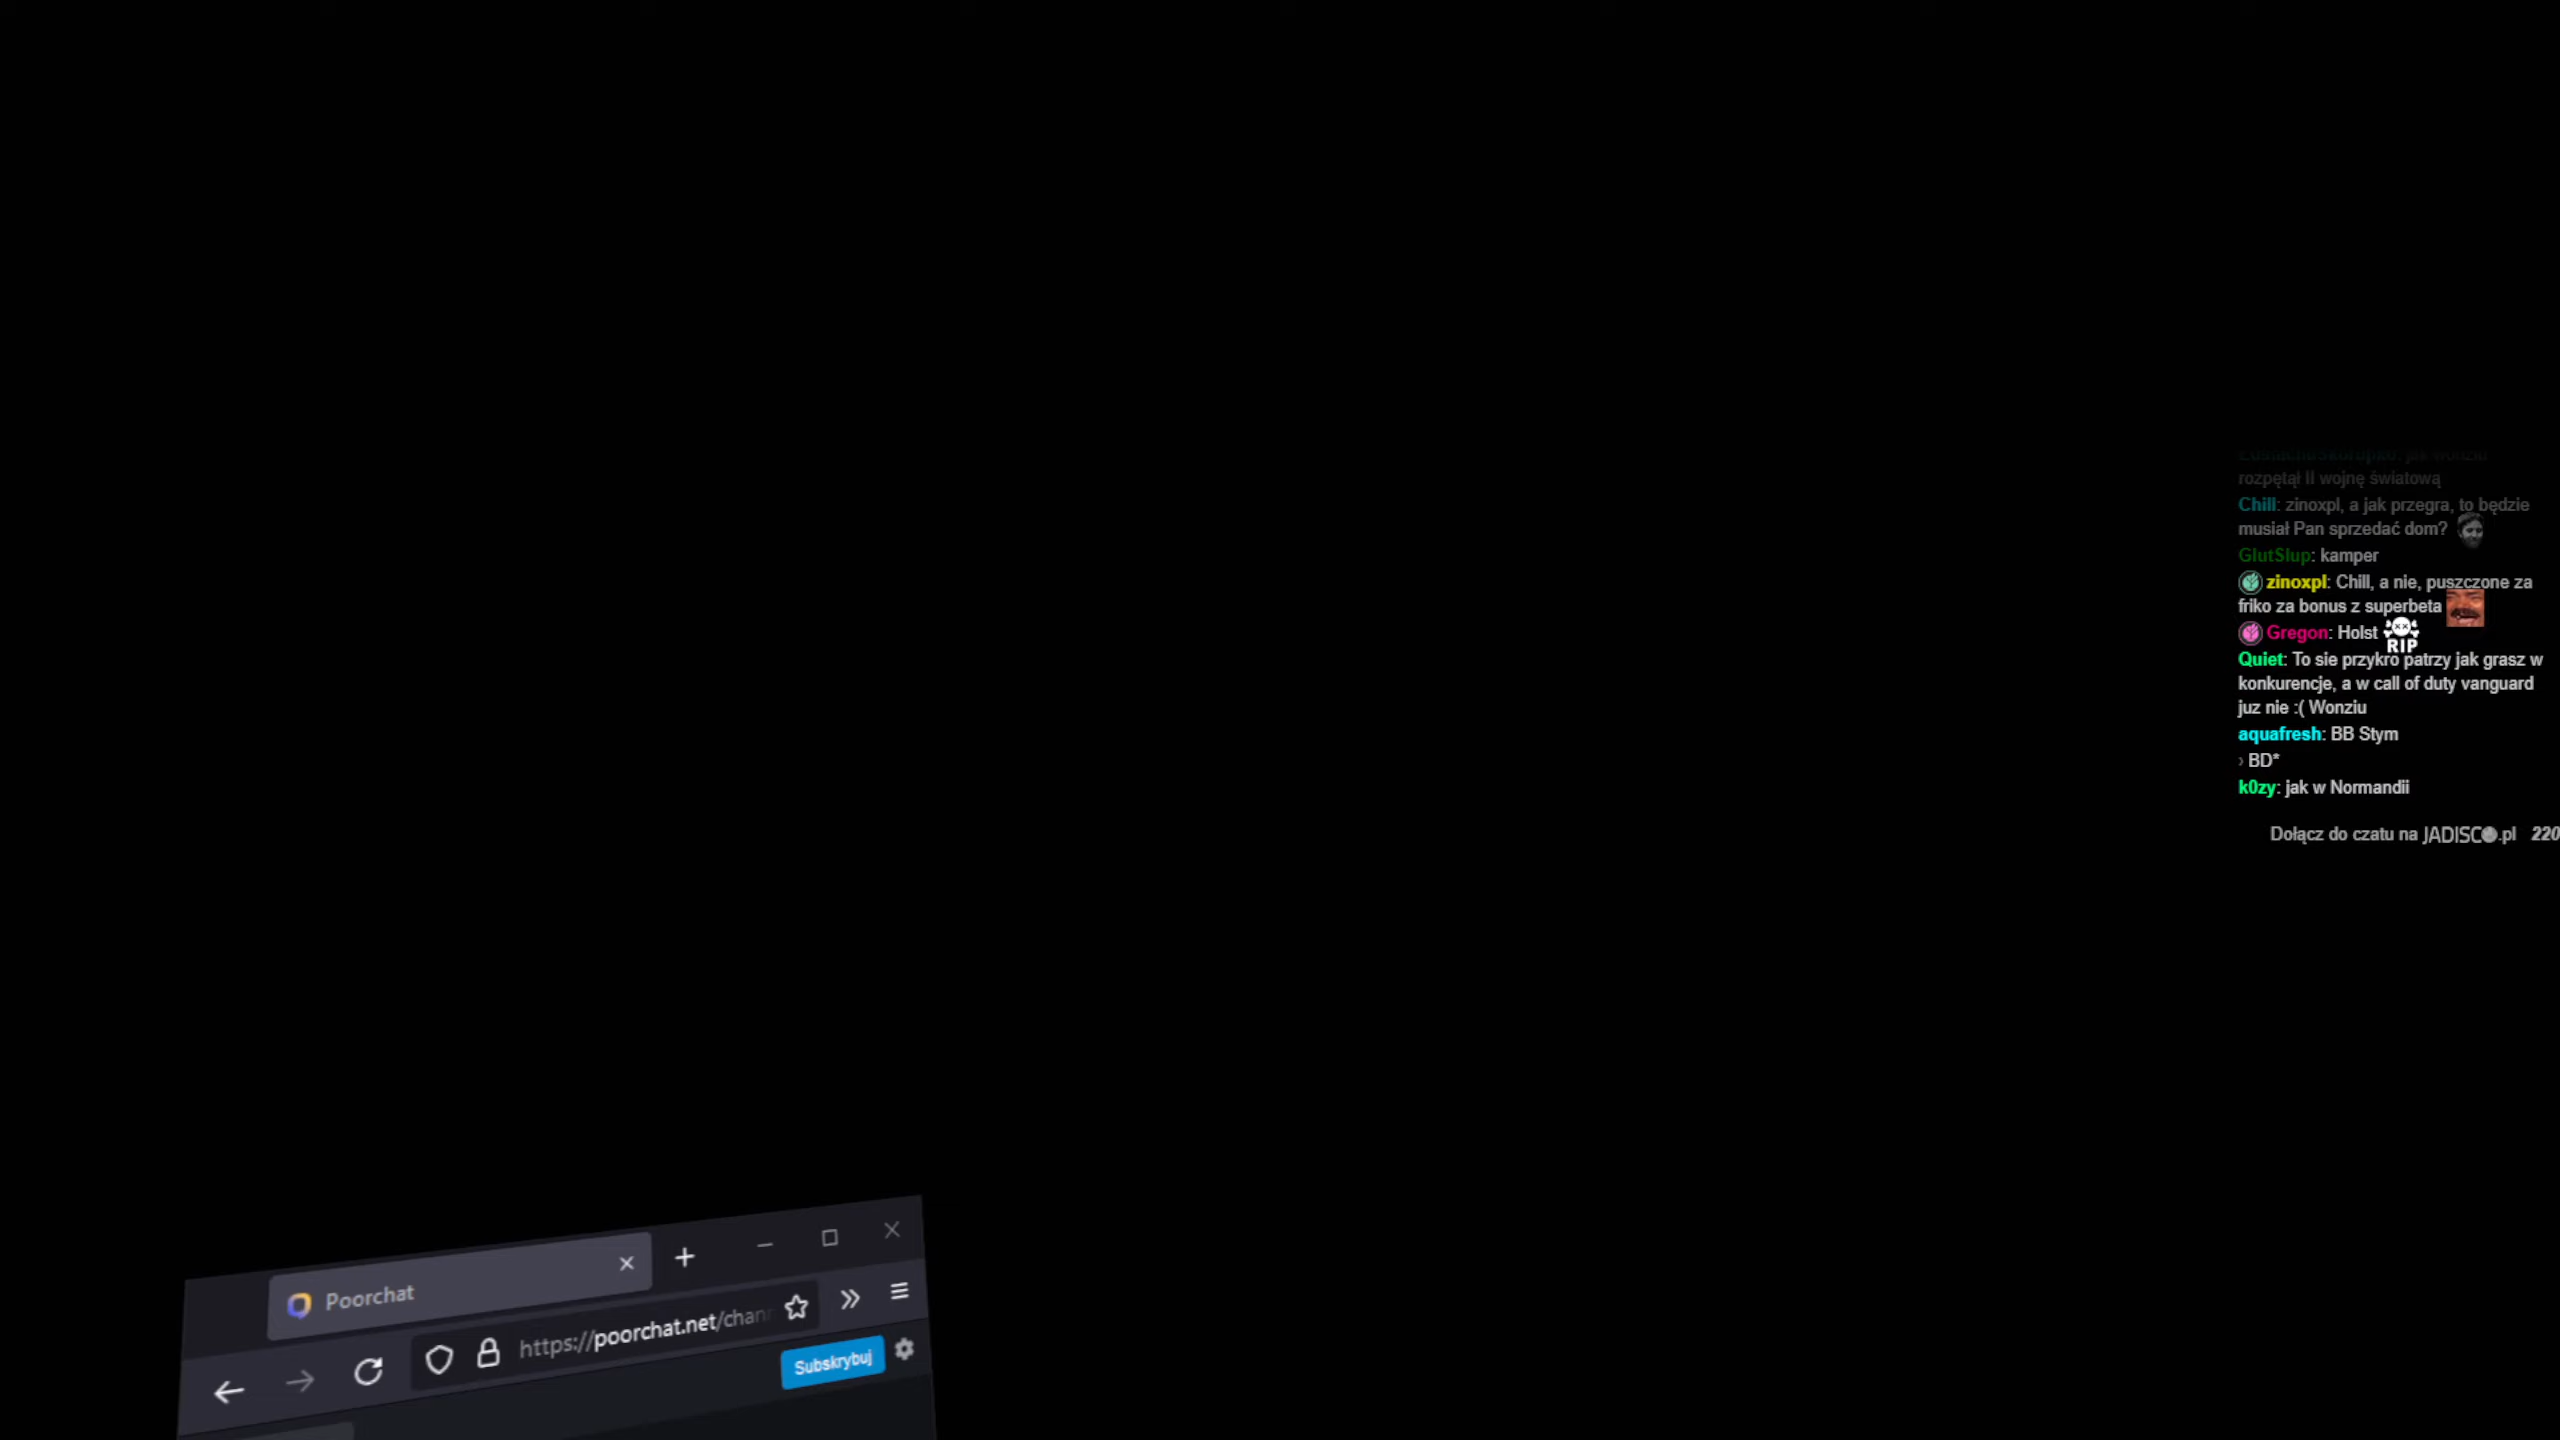 rozpętał II wojnę światową
Chill: zinoxpl, a jak przegra, to będzie
musiał Pan sprzedać dom?
GlutSlup: kamper
zinoxpl: Chill, a nie, puszczone za
friko za bonus z superbeta
Gregon: Holst
RIP
Quiet: To sie przykro patrzy jak grasz w
konkurencje, a w call of duty vanguard
juz nie :( Wonziu
aquafresh: BB Stym
› BD*
k0zy: jak w Normandii
Dołącz do czatu na JADISCO.pl 220
Poorchat
https://poorchat.net/chan
Subskrybuj